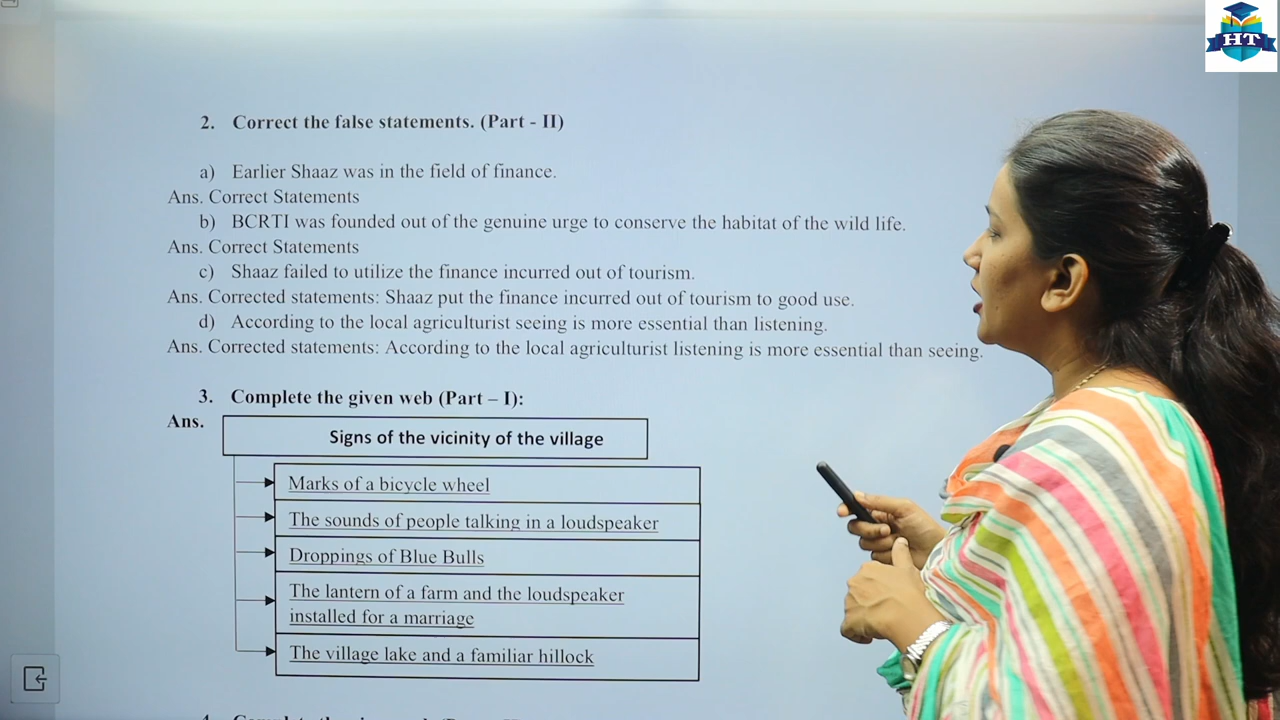 HT
2. Correct the false statements. (Part - II)
a) Earlier Shaaz was in the field of finance.
Ans. Correct Statements
b) BCRTI was founded out of the genuine urge to conserve the habitat of the wild life.
Ans. Correct Statements
c) Shaaz failed to utilize the finance incurred out of tourism.
Ans. Corrected statements: Shaaz put the finance incurred out of tourism to good use.
d) According to the local agriculturist seeing is more essential than listening.
Ans. Corrected statements: According to the local agriculturist listening is more essential than seeing.
3. Complete the given web (Part – I):
Ans.
Signs of the vicinity of the village
Marks of a bicycle wheel
The sounds of people talking in a loudspeaker
Droppings of Blue Bulls
The lantern of a farm and the loudspeaker
installed for a marriage
The village lake and a familiar hillock